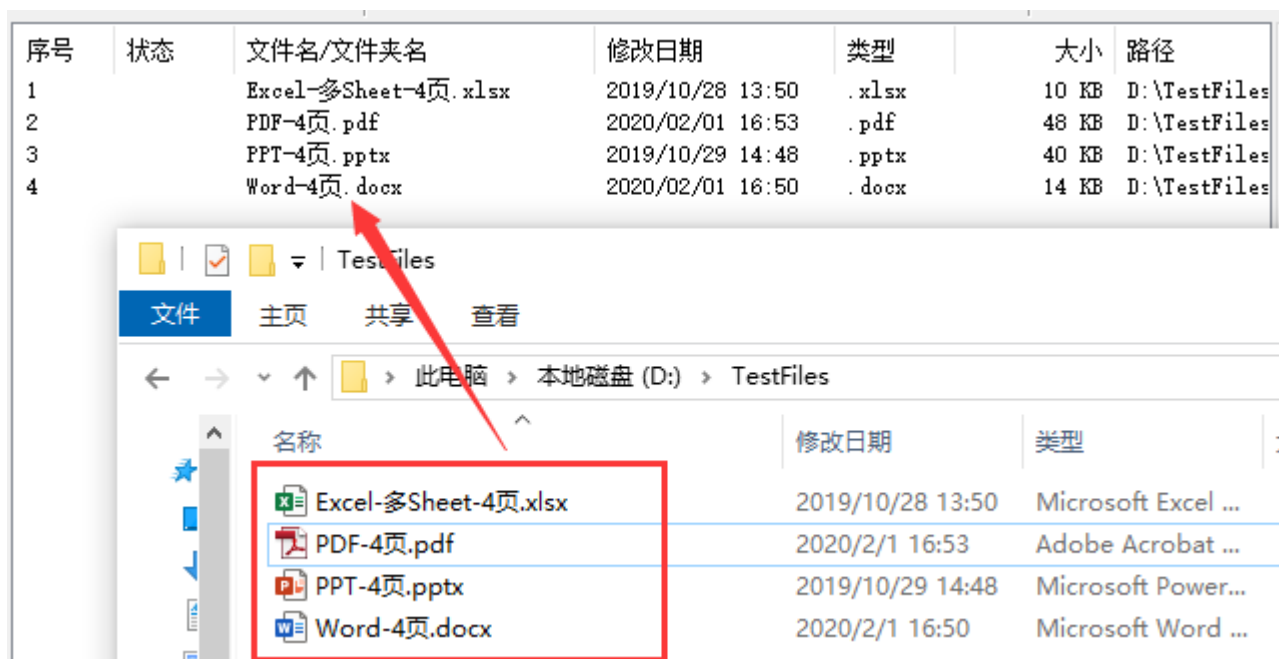 序号 状态 文件名/文件夹名 修改日期 类型 大小 路径
1 Excel-多Sheet-4页.xlsx 2019/10/28 13:50 .xlsx 10 KB D:\TestFiles
2 PDF-4页.pdf 2020/02/01 16:53 .pdf 48 KB D:\TestFiles
3 PPT-4页.pptx 2019/10/29 14:48 .pptx 40 KB D:\TestFiles
4 Word-4页.docx 2020/02/01 16:50 .docx 14 KB D:\TestFiles
TestFiles
文件 主页 共享 查看
此电脑 › 本地磁盘 (D:) › TestFiles
名称 修改日期 类型
Excel-多Sheet-4页.xlsx 2019/10/28 13:50 Microsoft Excel ...
PDF-4页.pdf 2020/2/1 16:53 Adobe Acrobat ...
PPT-4页.pptx 2019/10/29 14:48 Microsoft Power...
Word-4页.docx 2020/2/1 16:50 Microsoft Word ...